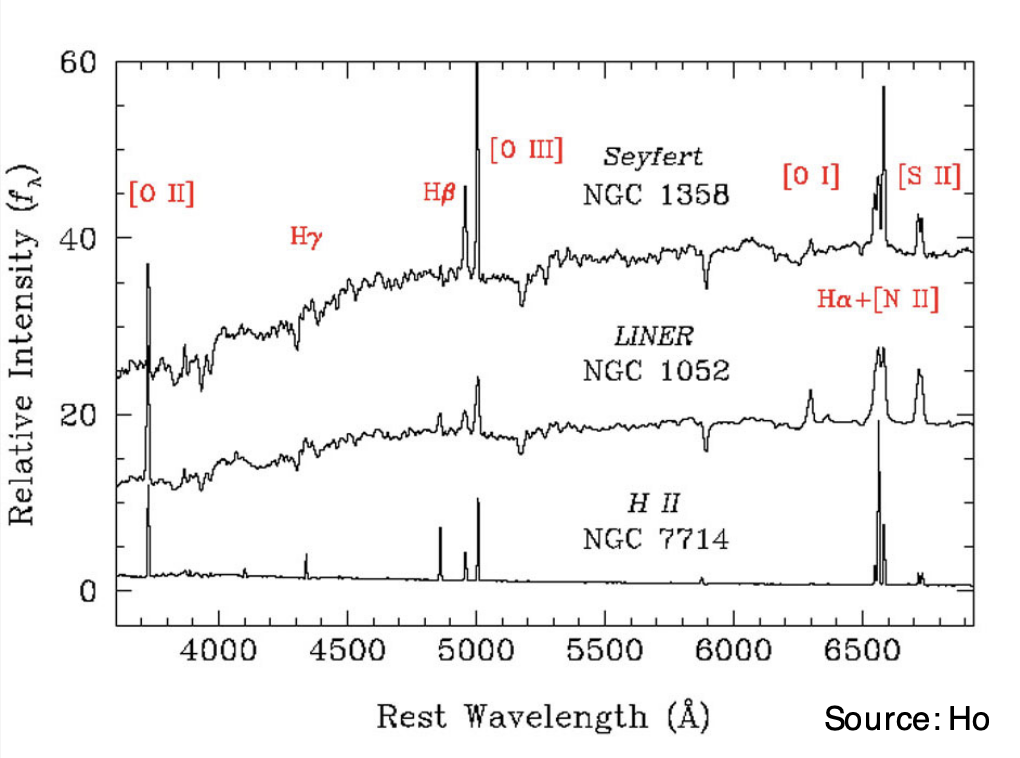 60
[O III]
Seyfert
[O I]
[S II]
[O II]
Hβ
NGC 1358
Hγ
40
Hα+[N II]
LINER
NGC 1052
20
H II
NGC 7714
0
Relative Intensity (fλ)
4000 4500 5000 5500 6000 6500
Rest Wavelength (Å)
Source: Ho